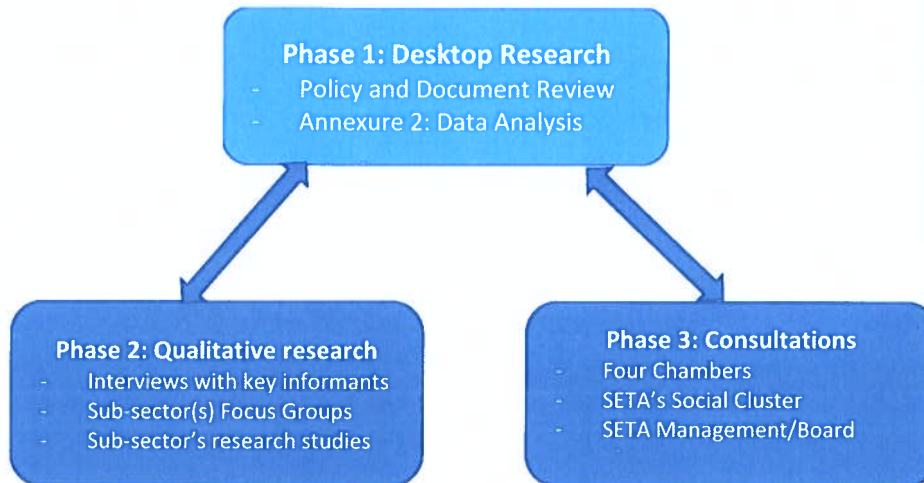 Phase 1: Desktop Research
- Policy and Document Review
- Annexure 2: Data Analysis
Phase 2: Qualitative research
- Interviews with key informants
- Sub-sector(s) Focus Groups
- Sub-sector's research studies
Phase 3: Consultations
- Four Chambers
- SETA's Social Cluster
- SETA Management/Board